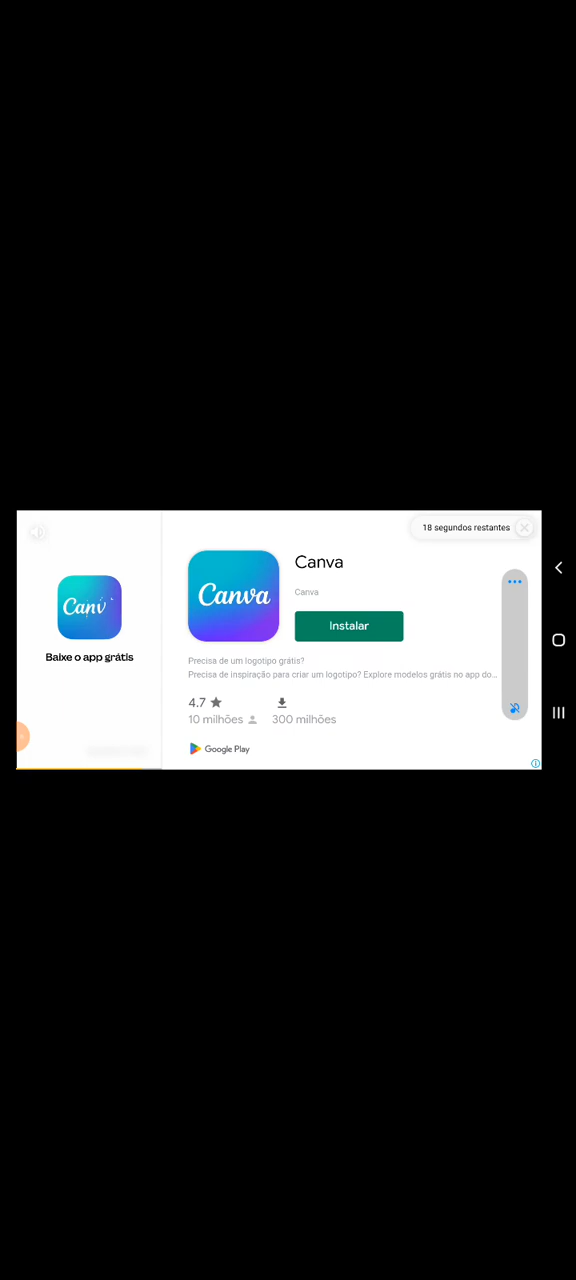 18 segundos restantes
Canv
Baixe o app grátis
Canva
Canva
Canva
Instalar
Precisa de um logotipo grátis?
Precisa de inspiração para criar um logotipo? Explore modelos grátis no app do...
4.7
10 milhões
300 milhões
Google Play